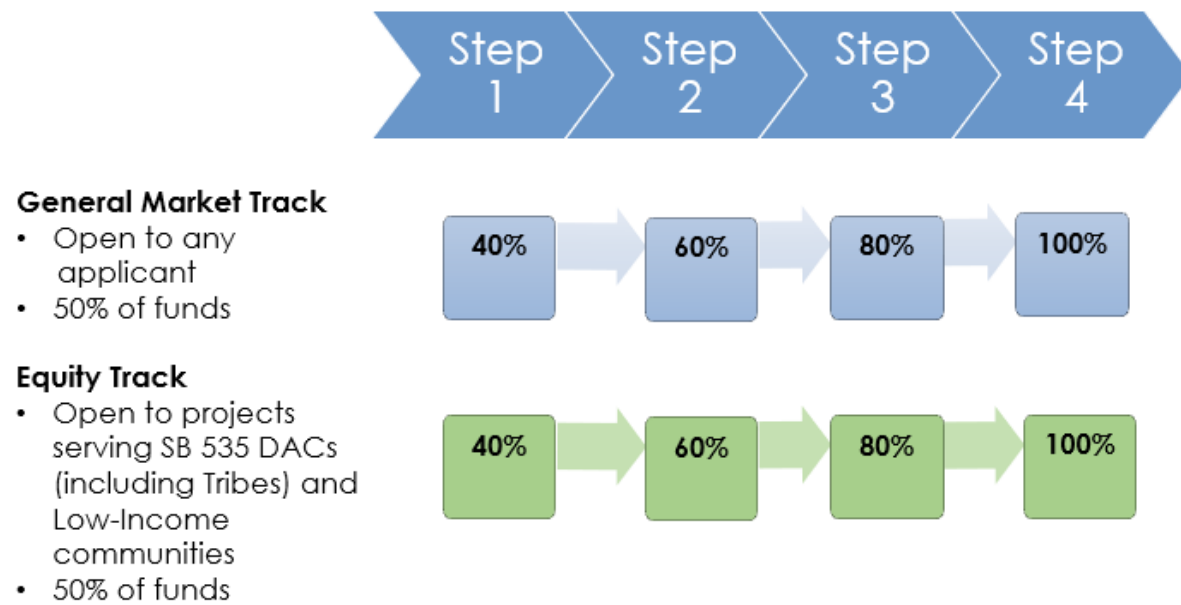 Step
1
Step
2
Step
3
Step
4
General Market Track
• Open to any
applicant
• 50% of funds
40%
60%
80%
100%
Equity Track
• Open to projects
serving SB 535 DACs
(including Tribes) and
Low-Income
communities
• 50% of funds
40%
60%
80%
100%